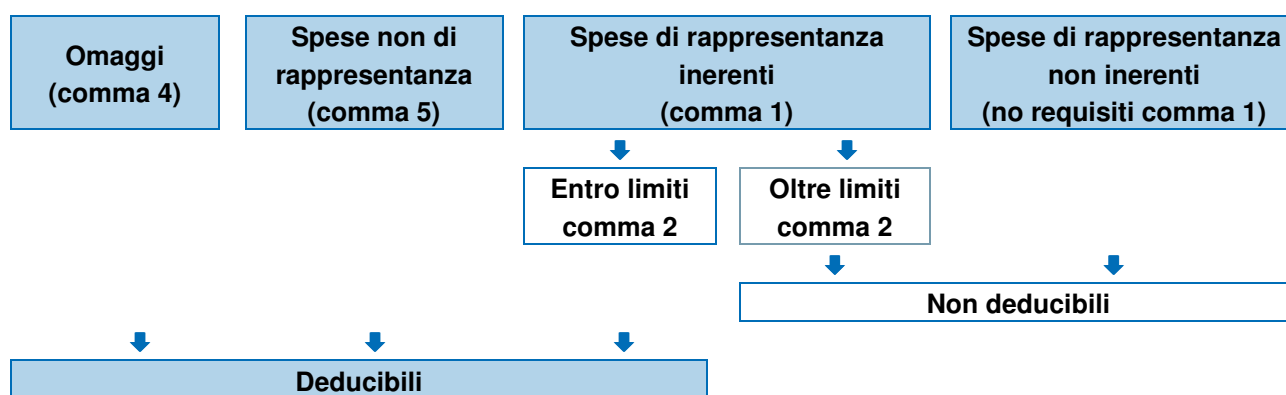 Omaggi
(comma 4)
Spese non di
rappresentanza
(comma 5)
Spese di rappresentanza
inerenti
(comma 1)
Spese di rappresentanza
non inerenti
(no requisiti comma 1)
Entro limiti
comma 2
Oltre limiti
comma 2
Non deducibili
Deducibili